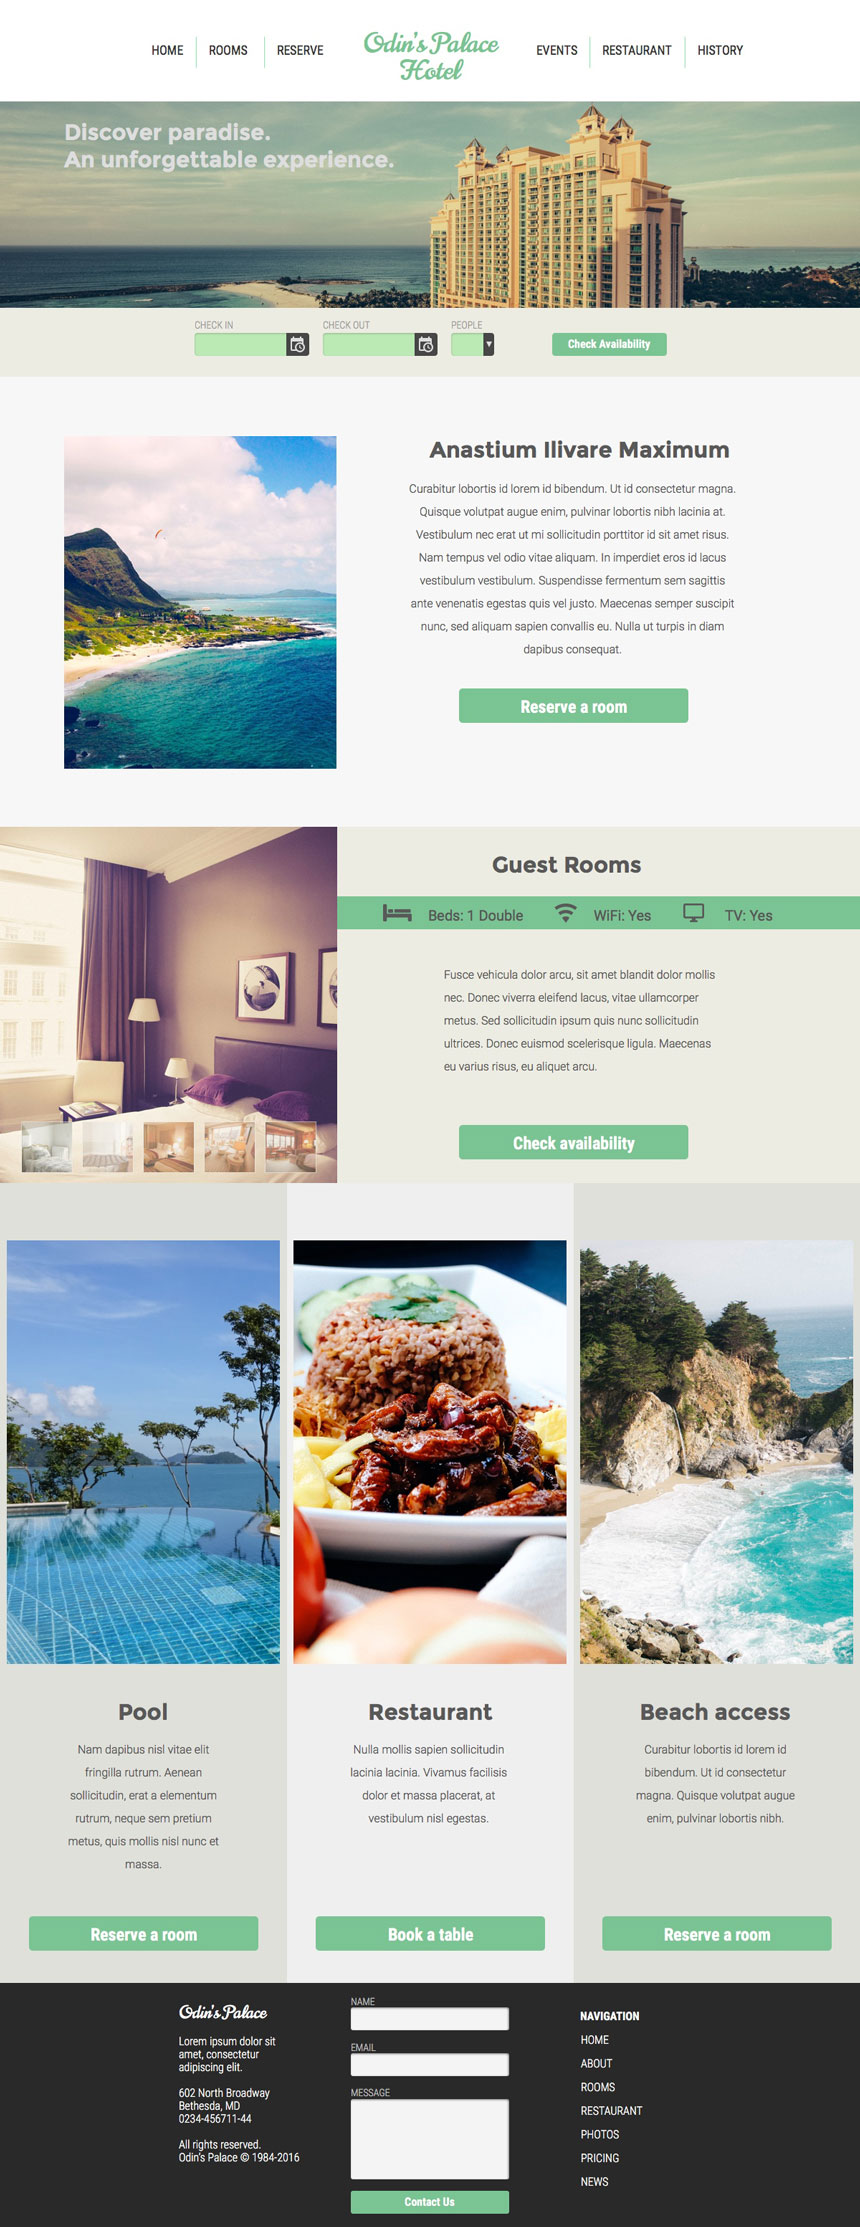 HOME
ROOMS
RESERVE
Odin's Palace
Hotel
EVENTS
RESTAURANT
HISTORY
Discover paradise.
An unforgettable experience.
CHECK IN
CHECK OUT
PEOPLE
Check Availability
Anastium Ilivare Maximum
Curabitur lobortis id lorem id bibendum. Ut id consectetur magna.
Quisque volutpat augue enim, pulvinar lobortis nibh lacinia at.
Vestibulum nec erat ut mi sollicitudin porttitor id sit amet risus.
Nam tempus vel odio vitae aliquam. In imperdiet eros id lacus
vestibulum vestibulum. Suspendisse fermentum sem sagittis
ante venenatis egestas quis vel justo. Maecenas semper suscipit
nunc, sed aliquam sapien convallis eu. Nulla ut turpis in diam
dapibus consequat.
Reserve a room
Guest Rooms
Beds: 1 Double
WiFi: Yes
TV: Yes
Fusce vehicula dolor arcu, sit amet blandit dolor mollis
nec. Donec viverra eleifend lacus, vitae ullamcorper
metus. Sed sollicitudin ipsum quis nunc sollicitudin
ultrices. Donec euismod scelerisque ligula. Maecenas
eu varius risus, eu aliquet arcu.
Check availability
Pool
Nam dapibus nisl vitae elit
fringilla rutrum. Aenean
sollicitudin, erat a elementum
rutrum, neque sem pretium
metus, quis mollis nisl nunc et
massa.
Reserve a room
Restaurant
Nulla mollis sapien sollicitudin
lacinia lacinia. Vivamus facilisis
dolor et massa placerat, at
vestibulum nisl egestas.
Book a table
Beach access
Curabitur lobortis id lorem id
bibendum. Ut id consectetur
magna. Quisque volutpat augue
enim, pulvinar lobortis nibh.
Reserve a room
Odin's Palace
Lorem ipsum dolor sit
amet, consectetur
adipiscing elit.
602 North Broadway
Bethesda, MD
0234-456711-44
All rights reserved.
Odin's Palace © 1984-2016
NAME
EMAIL
MESSAGE
Contact Us
NAVIGATION
HOME
ABOUT
ROOMS
RESTAURANT
PHOTOS
PRICING
NEWS